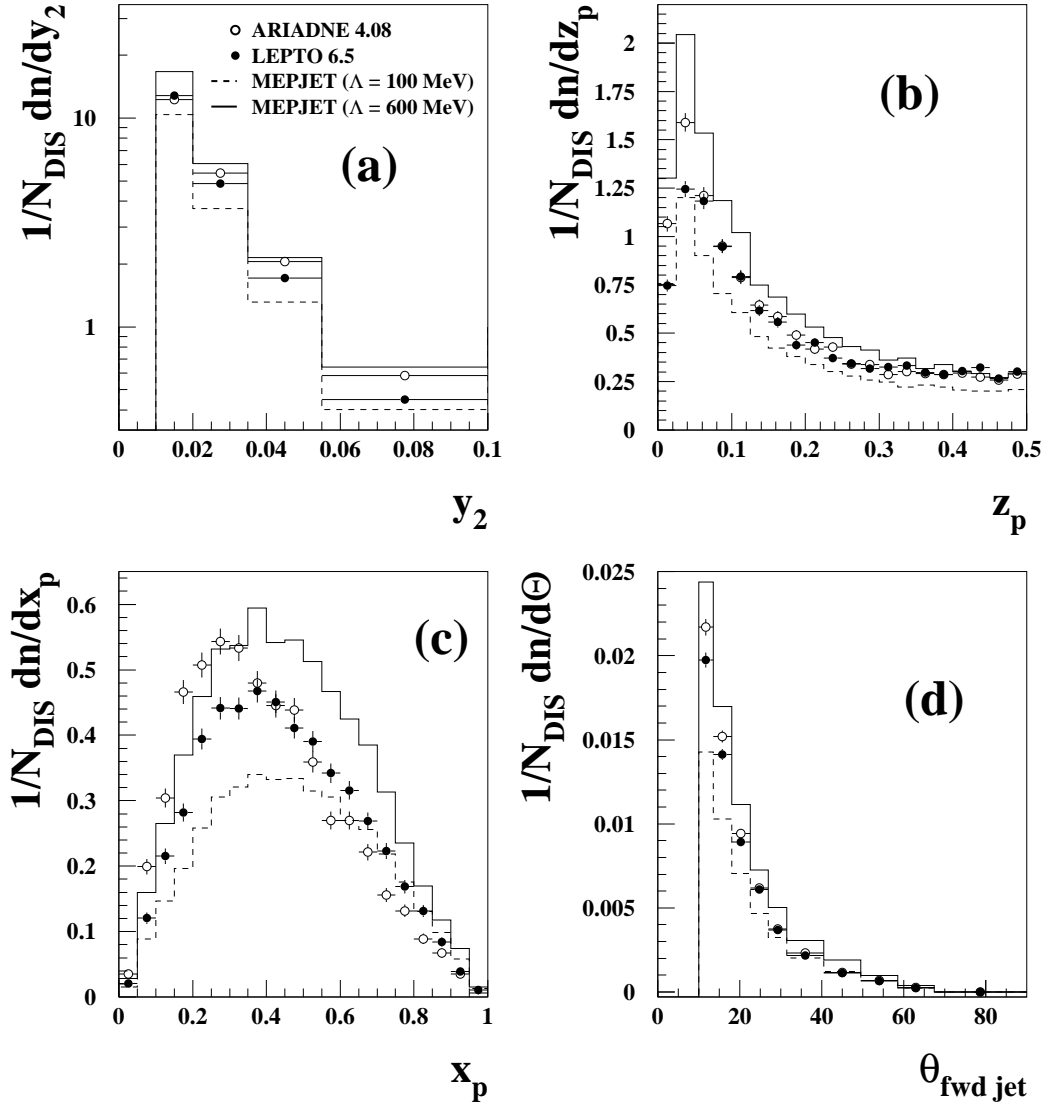 1/N_DIS dn/dy_2
ARIADNE 4.08
LEPTO 6.5
MEPJET (Λ = 100 MeV)
MEPJET (Λ = 600 MeV)
(a)
10
1
0 0.02 0.04 0.06 0.08 0.1
y_2
1/N_DIS dn/dz_p
(b)
2
1.75
1.5
1.25
1
0.75
0.5
0.25
0
0 0.1 0.2 0.3 0.4 0.5
z_p
1/N_DIS dn/dx_p
(c)
0.6
0.5
0.4
0.3
0.2
0.1
0
0 0.2 0.4 0.6 0.8 1
x_p
1/N_DIS dn/dΘ
(d)
0.025
0.02
0.015
0.01
0.005
0
0 20 40 60 80
θ_fwd jet